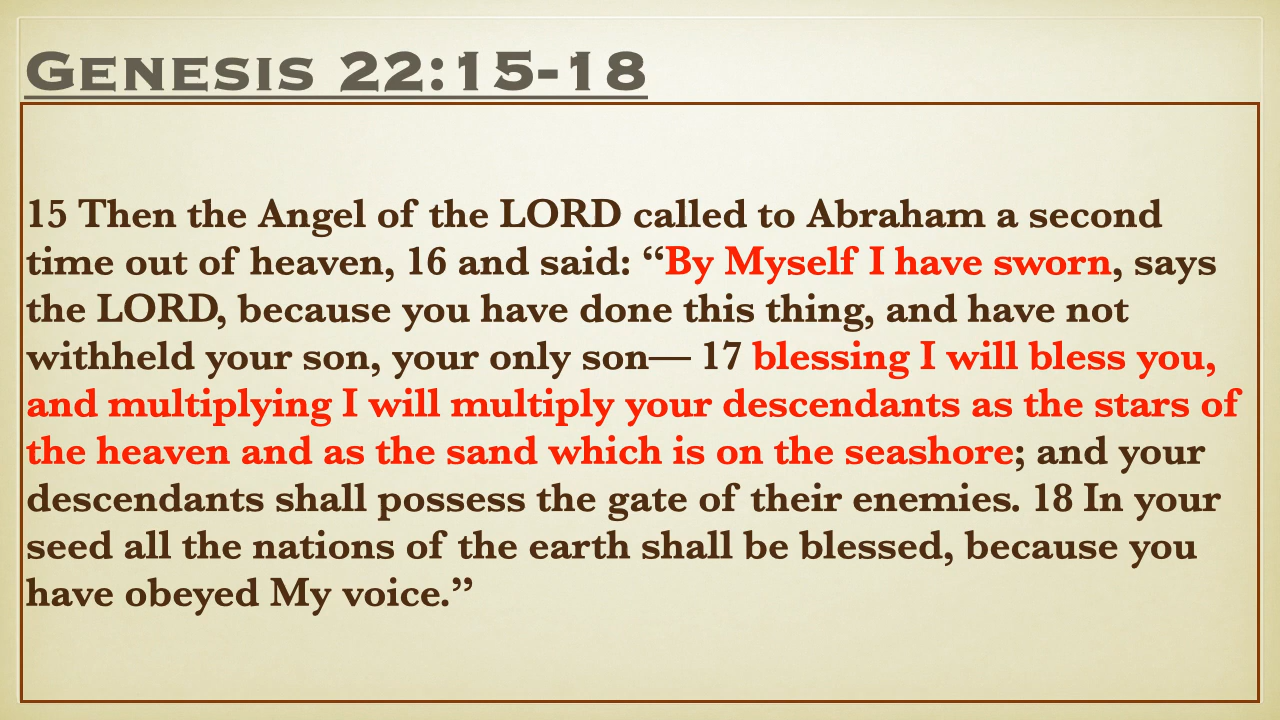 Genesis 22:15-18
15 Then the Angel of the LORD called to Abraham a second
time out of heaven, 16 and said: “By Myself I have sworn, says
the LORD, because you have done this thing, and have not
withheld your son, your only son— 17 blessing I will bless you,
and multiplying I will multiply your descendants as the stars of
the heaven and as the sand which is on the seashore; and your
descendants shall possess the gate of their enemies. 18 In your
seed all the nations of the earth shall be blessed, because you
have obeyed My voice.”